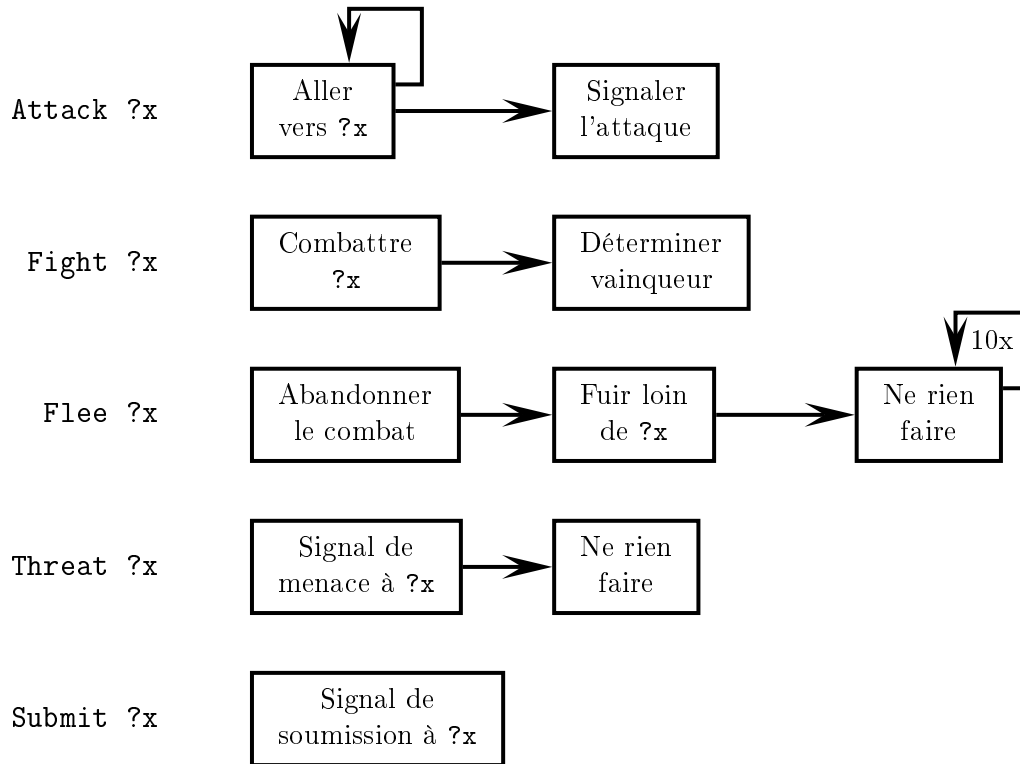 Attack ?x
Aller
vers ?x
Signaler
l'attaque
Fight ?x
Combattre
?x
Déterminer
vainqueur
Flee ?x
Abandonner
le combat
Fuir loin
de ?x
10x
Ne rien
faire
Threat ?x
Signal de
menace à ?x
Ne rien
faire
Submit ?x
Signal de
soumission à ?x